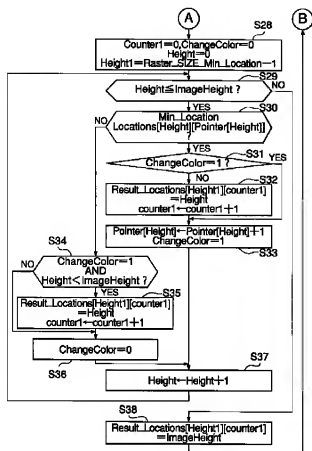 A
B
S28
Counter1=0,ChangeColor=0
Height=0
Height1=Raster_SIZE_Min_Location-1
S29
Height≦ImageHeight ?
NO
YES
S30
Min_Location
Locations[Height][Pointer[Height]]
?
NO
YES
S31
ChangeColor=1 ?
YES
NO
S32
Result_Locations[Height1][counter1]
=Height
counter1←counter1+1
Pointer[Height]←Pointer[Height]+1
ChangeColor=1
S33
S34
NO
ChangeColor=1
AND
Height<ImageHeight ?
YES
S35
Result_Locations[Height1][counter1]
=Height
counter1←counter1+1
ChangeColor=0
S36
S37
Height←Height+1
S38
Result_Locations[Height1][counter1]
=ImageHeight